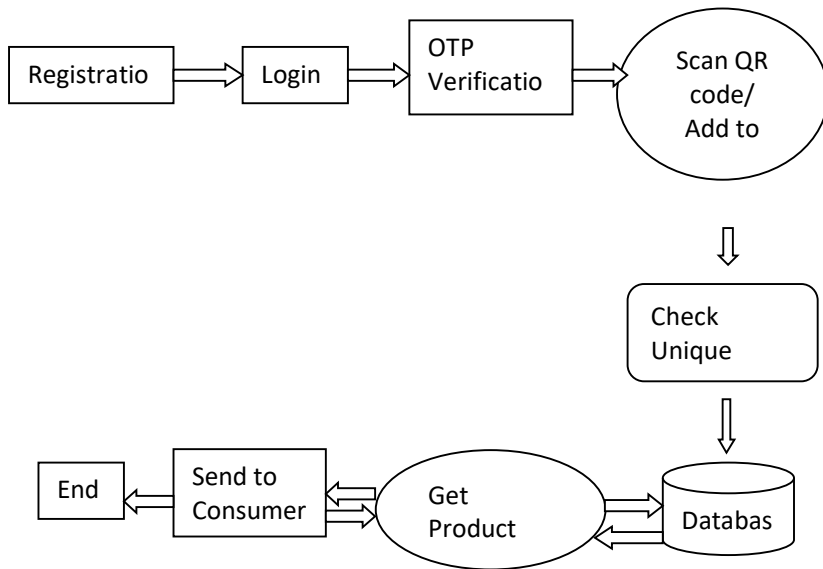 Registratio
Login
OTP
Verificatio
Scan QR
code/
Add to
Check
Unique
Databas
Get
Product
Send to
Consumer
End